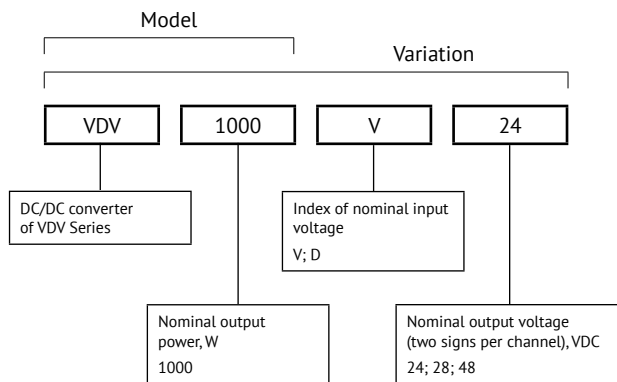 Model
Variation
VDV
1000
V
24
DC/DC converter
of VDV Series
Index of nominal input
voltage
V; D
Nominal output
power, W
1000
Nominal output voltage
(two signs per channel), VDC
24; 28; 48